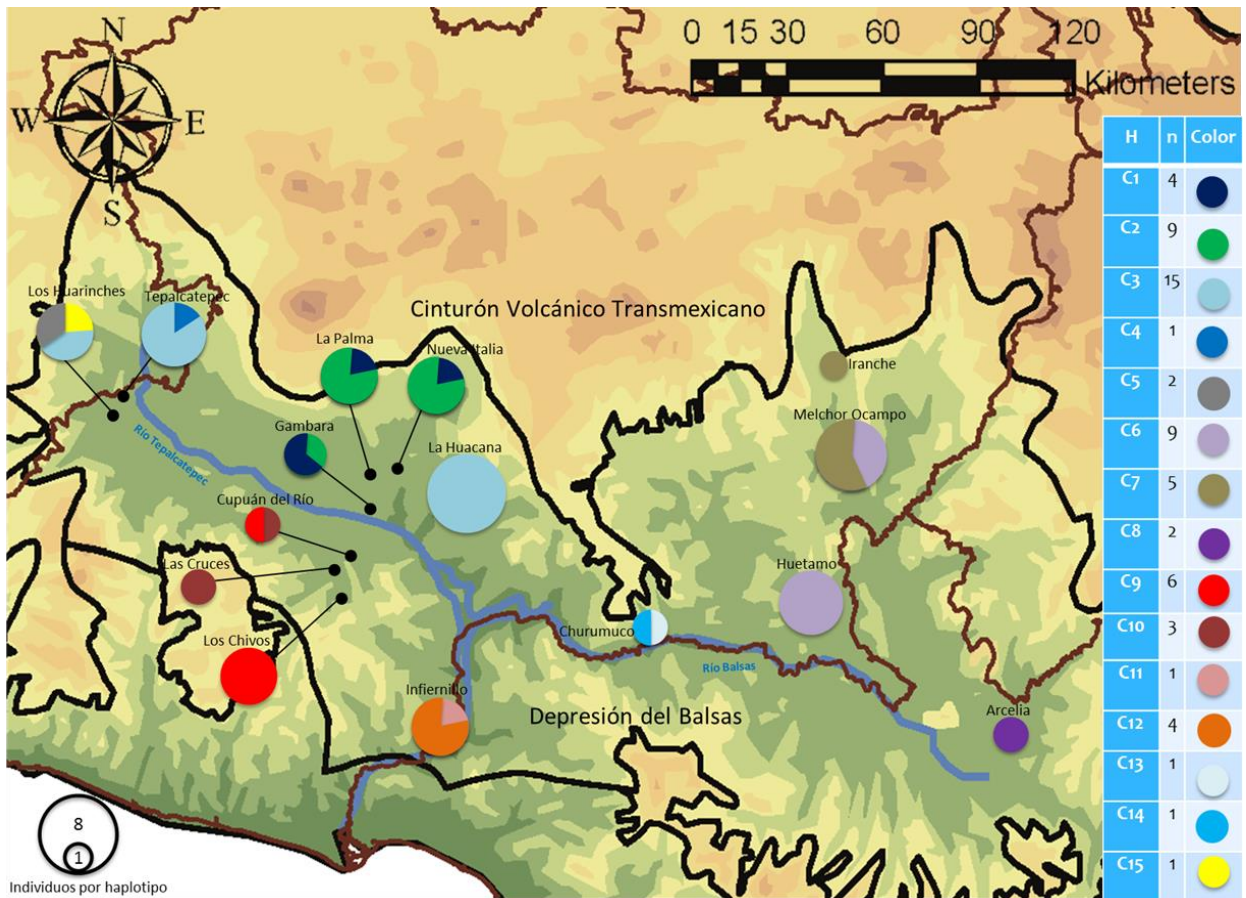 N
W E
S
0 15 30 60 90 120
Kilometers
H n Color
C1 4
C2 9
C3 15
C4 1
C5 2
C6 9
C7 5
C8 2
C9 6
C10 3
C11 1
C12 4
C13 1
C14 1
C15 1
Los Huarinches
Tepalcatepec
Cinturón Volcánico Transmexicano
La Palma
Nueva Italia
Iranche
Melchor Ocampo
Gambara
La Huacana
Río Tepalcatepec
Cupuán del Río
Las Cruces
Huetamo
Los Chivos
Churumuco
Río Balsas
Infiernillo
Depresión del Balsas
Arcelia
8
1
Individuos por haplotipo